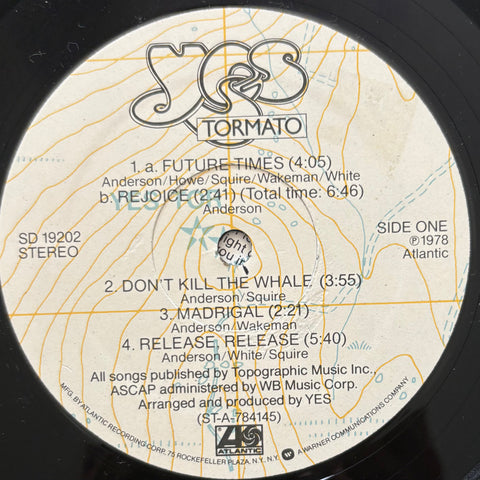 YES
TORMATO
1. a. FUTURE TIMES (4:05)
Anderson/Howe/Squire/Wakeman/White
b. REJOICE (2:41) (Total time: 6:46)
Anderson
YES TOR
SD 19202
STEREO
SIDE ONE
℗1978
Atlantic
ight
ou
2. DON'T KILL THE WHALE (3:55)
Anderson/Squire
3. MADRIGAL (2:21)
Anderson/Wakeman
4. RELEASE, RELEASE (5:40)
Anderson/White/Squire
All songs published by Topographic Music Inc.,
ASCAP administered by WB Music Corp.
Arranged and produced by YES
(ST-A-784145)
ATLANTIC
MFG. BY ATLANTIC RECORDING CORP. 75 ROCKEFELLER PLAZA, N.Y. N.Y. A WARNER COMMUNICATIONS COMPANY